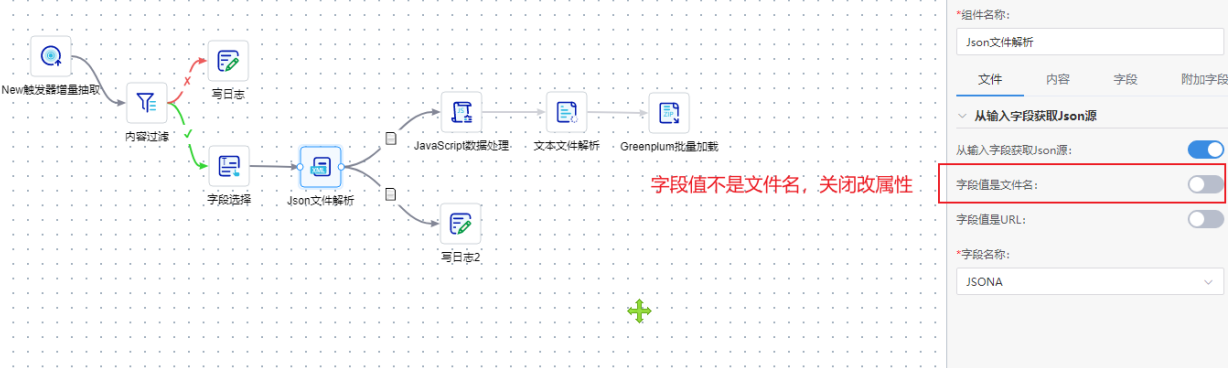 New触发器增量抽取
内容过滤
写日志
字段选择
Json文件解析
JavaScript数据处理
文本文件解析
Greenplum批量加载
写日志2
字段值不是文件名，关闭改属性
*组件名称：
Json文件解析
文件 内容 字段 附加字段
从输入字段获取Json源
从输入字段获取Json源：
字段值是文件名：
字段值是URL：
*字段名称：
JSONA